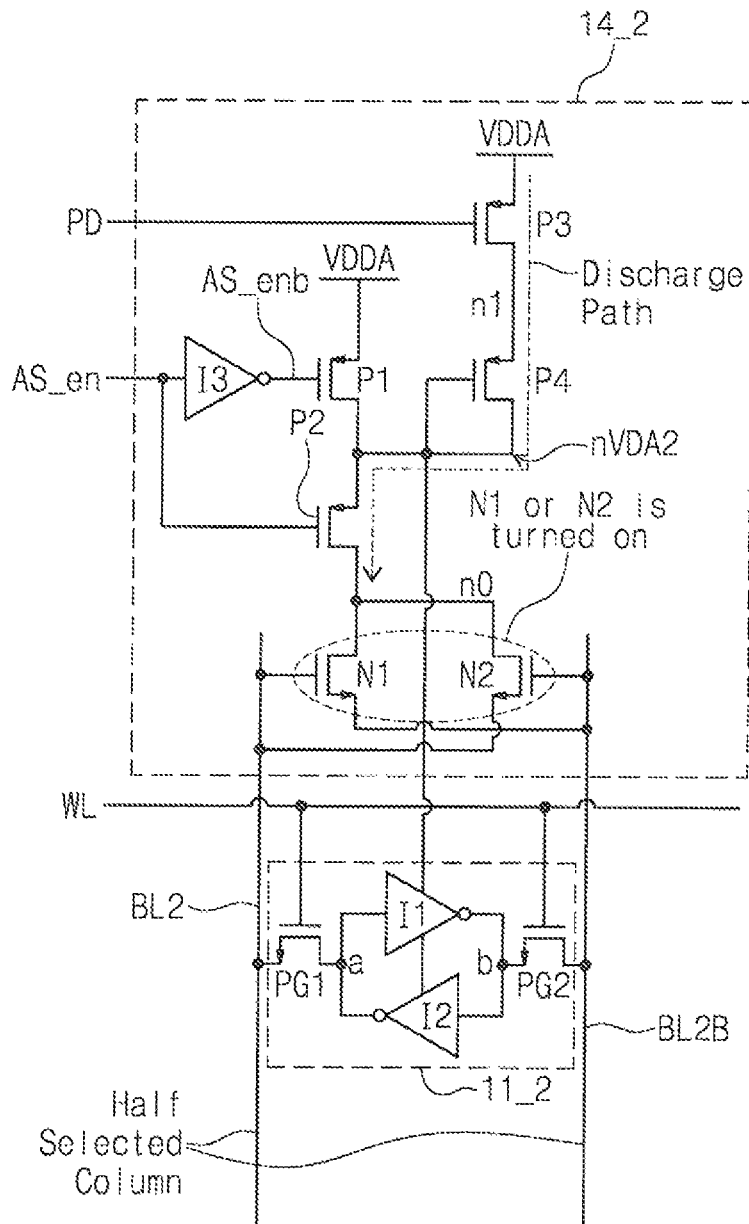 14_2
VDDA
PD
P3
VDDA
AS_enb
Discharge
Path
n1
AS_en
I3
P1
P4
P2
nVDA2
N1 or N2 is
turned on
n0
N1
N2
WL
BL2
I1
a
b
PG1
PG2
I2
BL2B
11_2
Half
Selected
Column